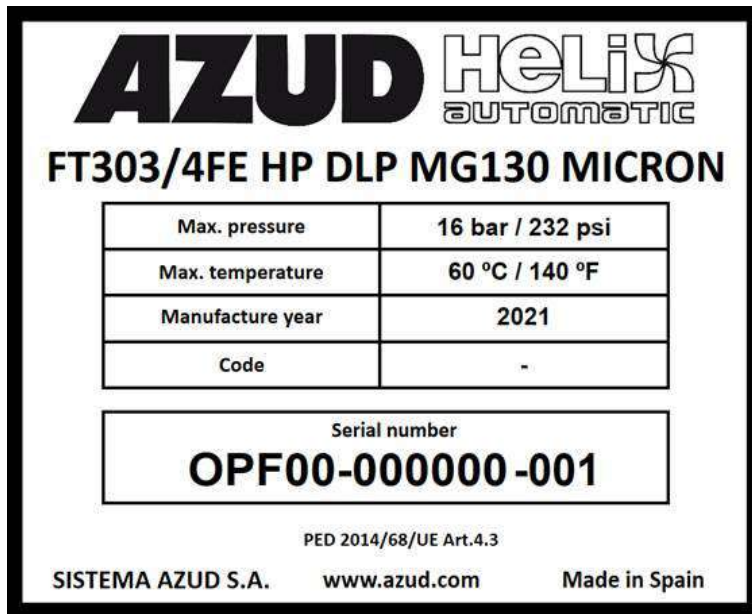 AZUD HeLiX
automatic
FT303/4FE HP DLP MG130 MICRON
Max. pressure 16 bar / 232 psi
Max. temperature 60 ºC / 140 ºF
Manufacture year 2021
Code -
Serial number
OPF00-000000-001
PED 2014/68/UE Art.4.3
SISTEMA AZUD S.A. www.azud.com Made in Spain